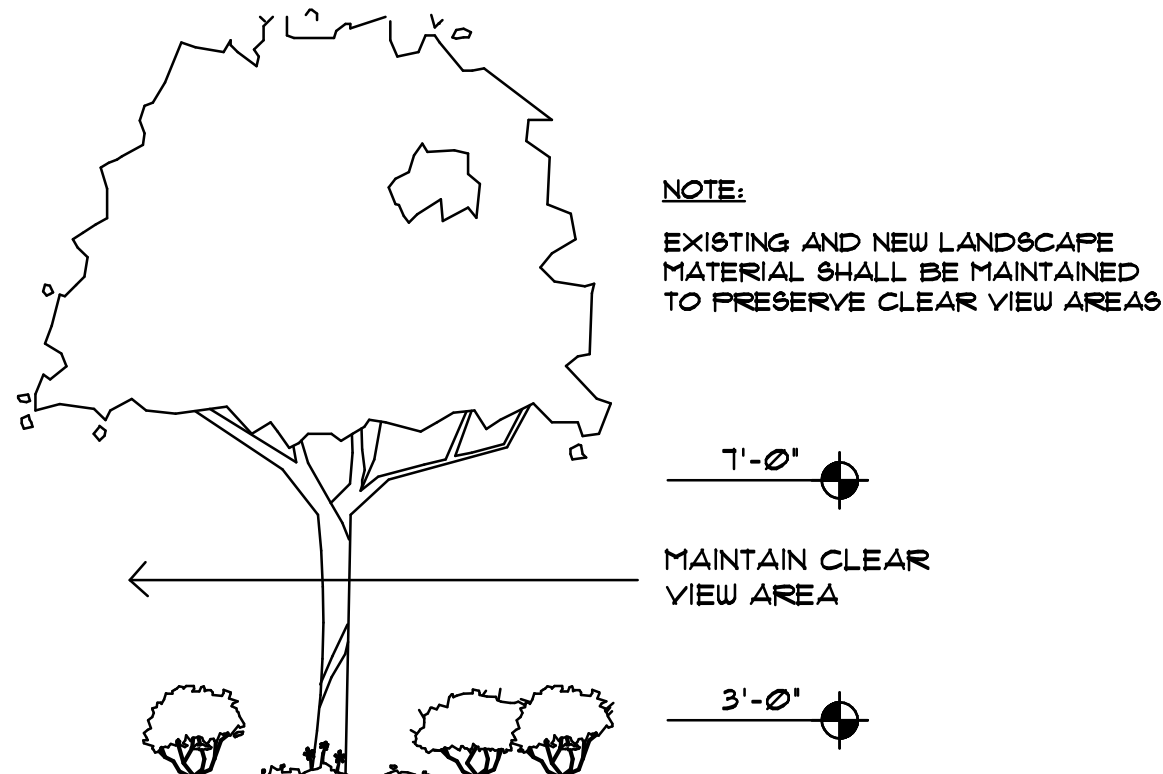 NOTE:
EXISTING AND NEW LANDSCAPE
MATERIAL SHALL BE MAINTAINED
TO PRESERVE CLEAR VIEW AREAS
7'-0"
MAINTAIN CLEAR
VIEW AREA
3'-0"